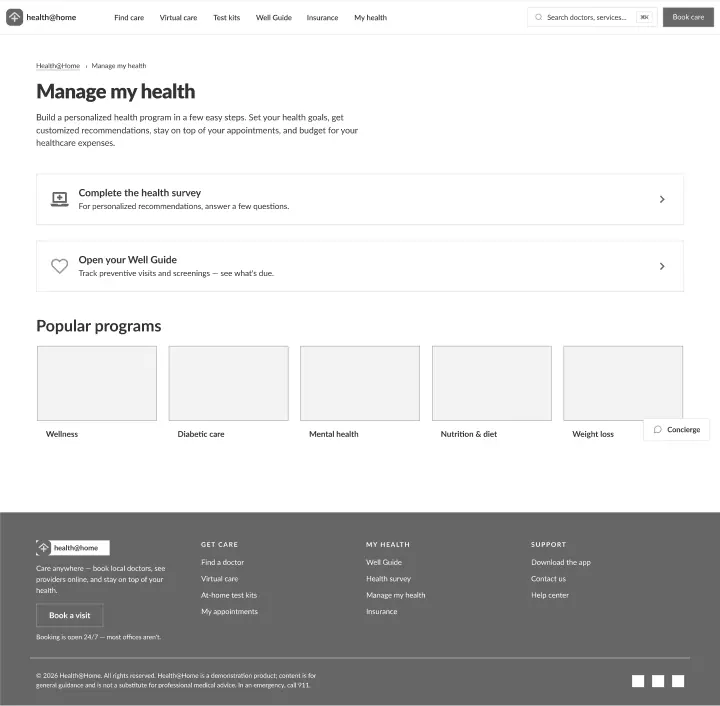 health@home
Find care Virtual care Test kits Well Guide Insurance My health
Search doctors, services... ⌘K
Book care
Health@Home › Manage my health
Manage my health
Build a personalized health program in a few easy steps. Set your health goals, get
customized recommendations, stay on top of your appointments, and budget for your
healthcare expenses.
Complete the health survey
For personalized recommendations, answer a few questions.
Open your Well Guide
Track preventive visits and screenings — see what's due.
Popular programs
Wellness
Diabetic care
Mental health
Nutrition & diet
Weight loss
Concierge
health@home
Care anywhere — book local doctors, see
providers online, and stay on top of your
health.
Book a visit
Booking is open 24/7 — most offices aren't.
GET CARE
Find a doctor
Virtual care
At-home test kits
My appointments
MY HEALTH
Well Guide
Health survey
Manage my health
Insurance
SUPPORT
Download the app
Contact us
Help center
© 2026 Health@Home. All rights reserved. Health@Home is a demonstration product; content is for
general guidance and is not a substitute for professional medical advice. In an emergency, call 911.